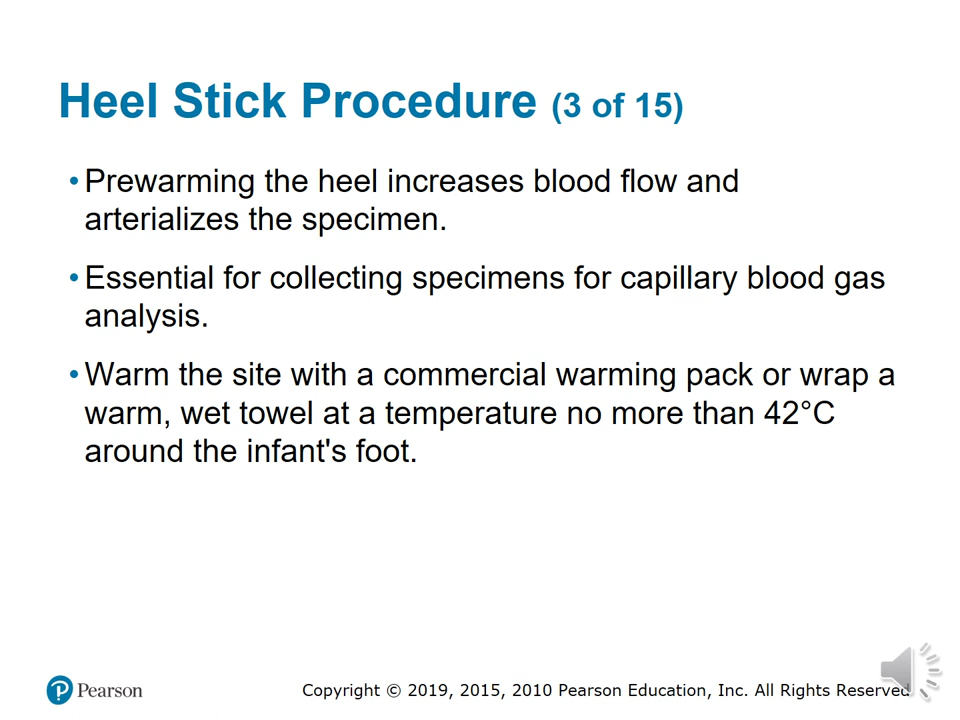 Heel Stick Procedure (3 of 15)
• Prewarming the heel increases blood flow and
arterializes the specimen.
• Essential for collecting specimens for capillary blood gas
analysis.
• Warm the site with a commercial warming pack or wrap a
warm, wet towel at a temperature no more than 42°C
around the infant's foot.
Pearson
Copyright © 2019, 2015, 2010 Pearson Education, Inc. All Rights Reserved